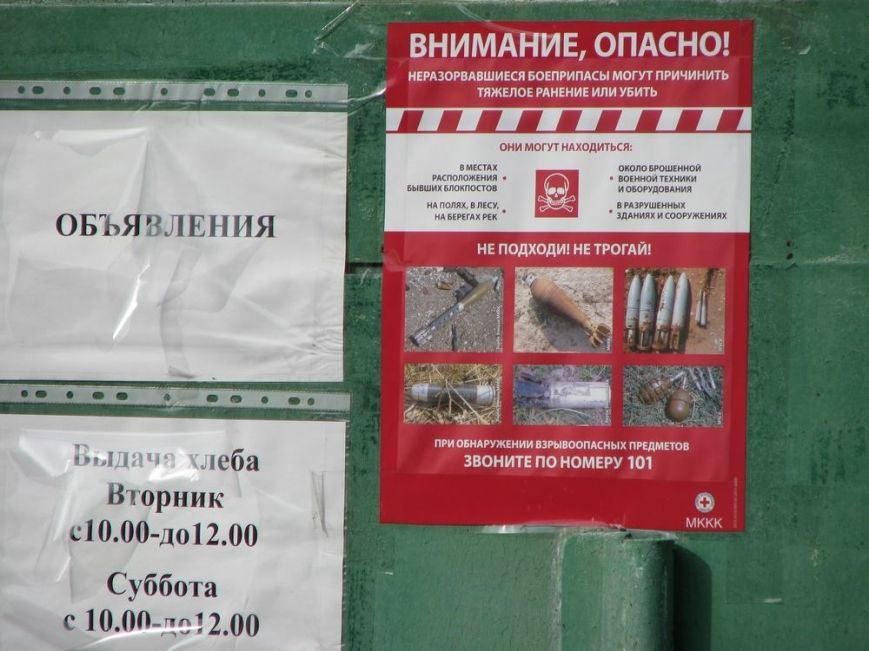 ОБЪЯВЛЕНИЯ
Выдача хлеба
Вторник
с10.00-до12.00
Суббота
с 10.00-до12.00
ВНИМАНИЕ, ОПАСНО!
НЕРАЗОРВАВШИЕСЯ БОЕПРИПАСЫ МОГУТ ПРИЧИНИТЬ
ТЯЖЕЛОЕ РАНЕНИЕ ИЛИ УБИТЬ
ОНИ МОГУТ НАХОДИТЬСЯ:
В МЕСТАХ
РАСПОЛОЖЕНИЯ
БЫВШИХ БЛОКПОСТОВ
НА ПОЛЯХ, В ЛЕСУ,
НА БЕРЕГАХ РЕК
ОКОЛО БРОШЕННОЙ
ВОЕННОЙ ТЕХНИКИ
И ОБОРУДОВАНИЯ
В РАЗРУШЕННЫХ
ЗДАНИЯХ И СООРУЖЕНИЯХ
НЕ ПОДХОДИ! НЕ ТРОГАЙ!
ПРИ ОБНАРУЖЕНИИ ВЗРЫВООПАСНЫХ ПРЕДМЕТОВ
ЗВОНИТЕ ПО НОМЕРУ 101
МККК